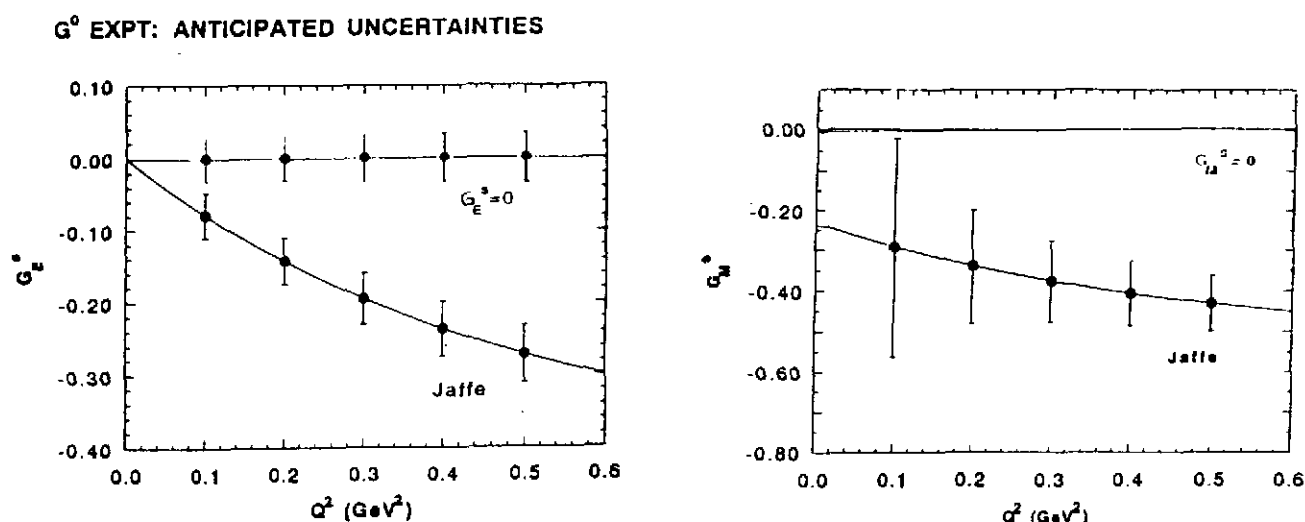 G⁰ EXPT: ANTICIPATED UNCERTAINTIES
0.10
0.00
-0.10
-0.20
-0.30
-0.40
G_E^s
G_E^s=0
Jaffe
0.0 0.1 0.2 0.3 0.4 0.5 0.6
Q² (GeV²)
0.00
-0.20
-0.40
-0.60
-0.80
G_M^s
G_M^s=0
Jaffe
0.0 0.1 0.2 0.3 0.4 0.5 0.6
Q² (GeV²)